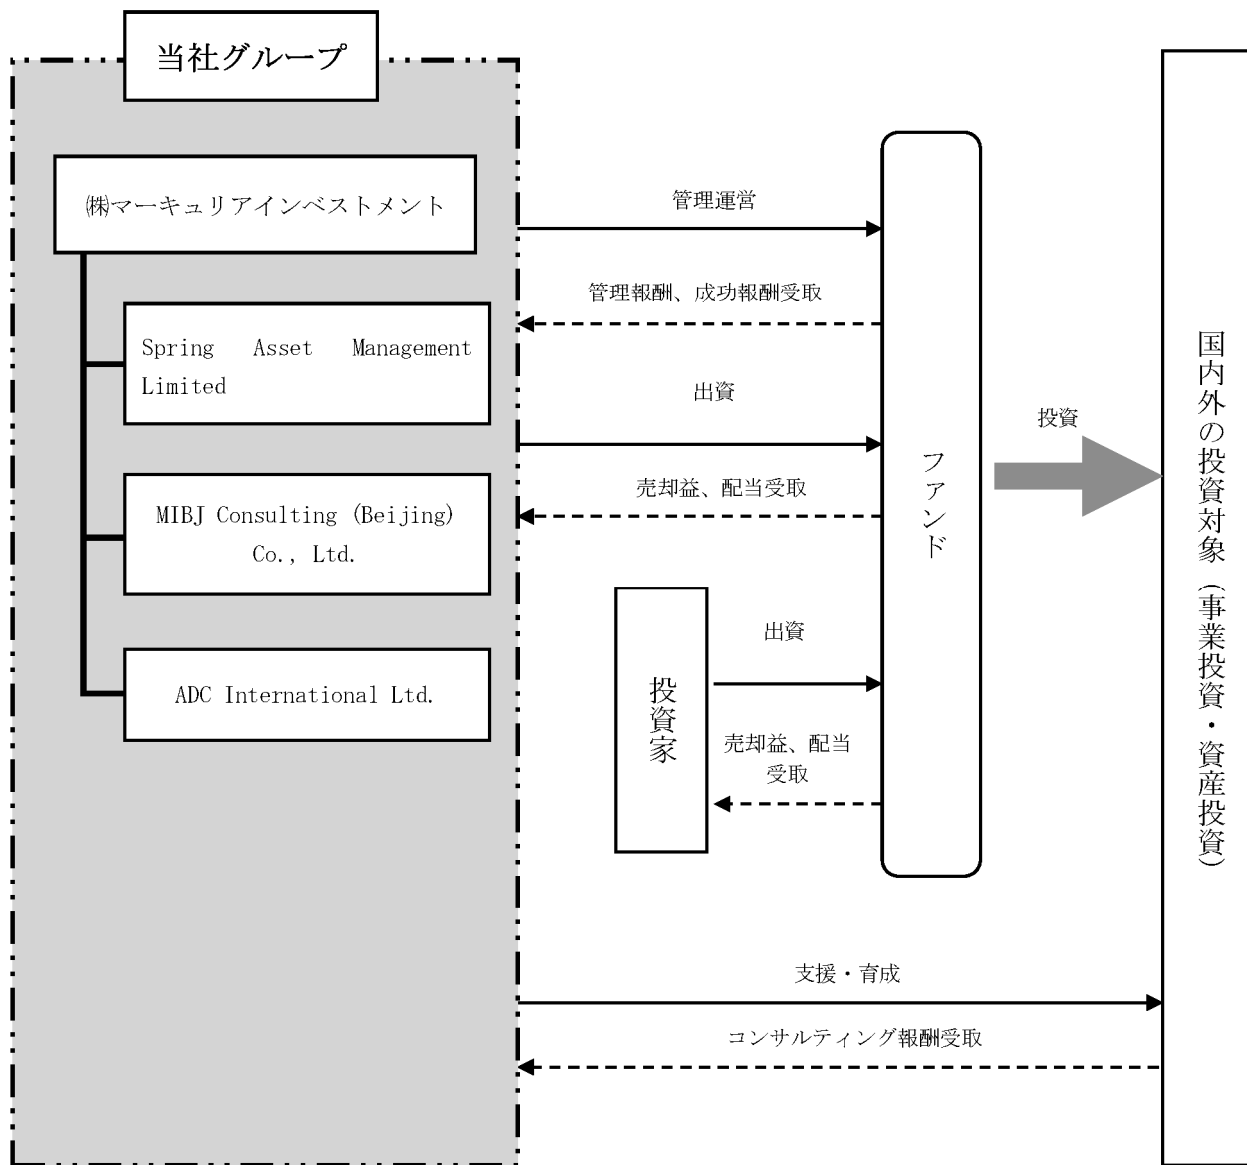 当社グループ
㈱マーキュリアインベストメント
Spring Asset Management
Limited
MIBJ Consulting (Beijing)
Co., Ltd.
ADC International Ltd.
管理運営
管理報酬、成功報酬受取
出資
売却益、配当受取
投資家
出資
売却益、配当
受取
ファンド
投資
国内外の投資対象（事業投資・資産投資）
支援・育成
コンサルティング報酬受取